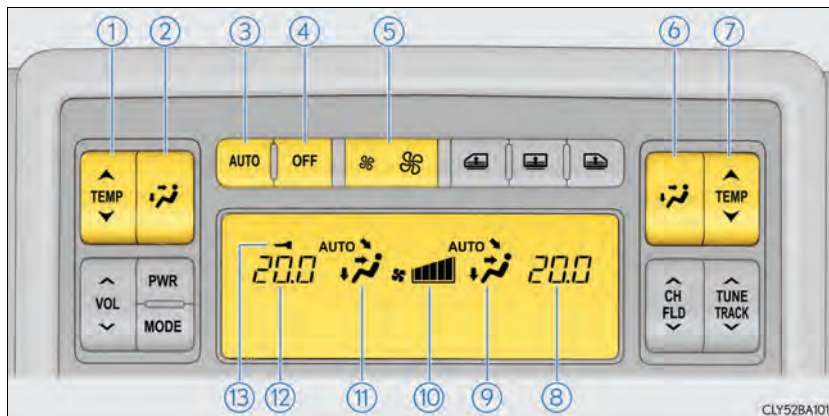 1 2 3 4 5 6 7
AUTO OFF
TEMP TEMP
AUTO AUTO
20.0 20.0
PWR
VOL
MODE
CH
FLD
TUNE
TRACK
13 12 11 10 9 8
CLY52BA101